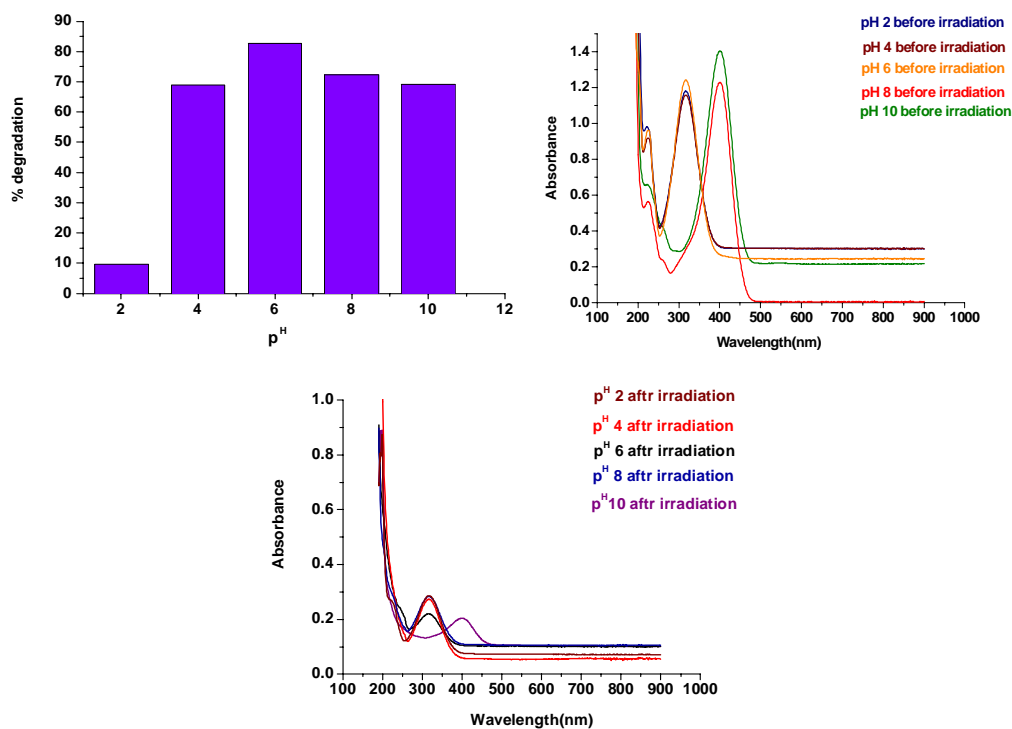 90
80
70
60
50
40
30
20
10
0
% degradation
2 4 6 8 10 12
pH
pH 2 before irradiation
pH 4 before irradiation
pH 6 before irradiation
pH 8 before irradiation
pH 10 before irradiation
1.4
1.2
1.0
0.8
0.6
0.4
0.2
0.0
Absorbance
100 200 300 400 500 600 700 800 900 1000
Wavelength(nm)
pH 2 aftr irradiation
pH 4 aftr irradiation
pH 6 aftr irradiation
pH 8 aftr irradiation
pH10 aftr irradiation
1.0
0.8
0.6
0.4
0.2
0.0
Absorbance
100 200 300 400 500 600 700 800 900 1000
Wavelength(nm)